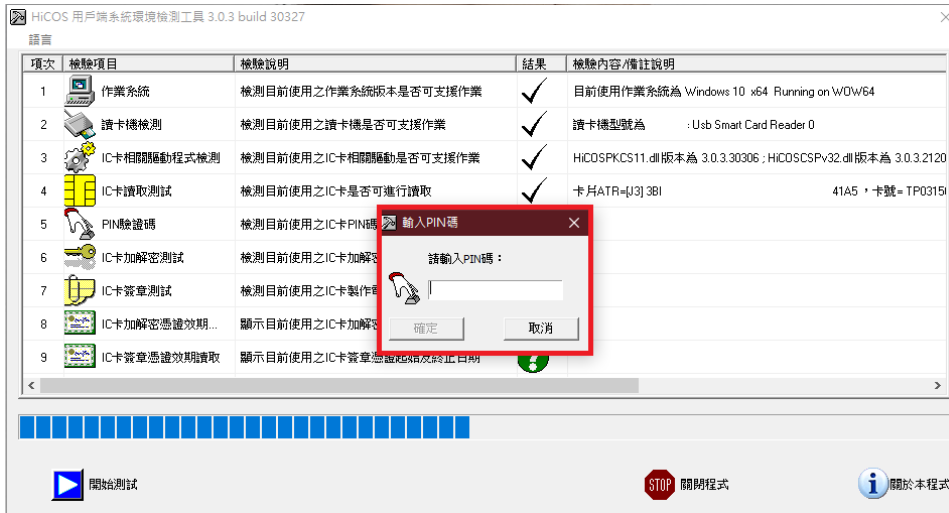 HiCOS 用戶端系統環境檢測工具 3.0.3 build 30327
語言
項次 檢驗項目 檢驗說明 結果 檢驗內容/備註說明
1 作業系統 檢測目前使用之作業系統版本是否可支援作業 目前使用作業系統為 Windows 10 x64 Running on WOW64
2 讀卡機檢測 檢測目前使用之讀卡機是否可支援作業 讀卡機型號為 : Usb Smart Card Reader 0
3 IC卡相關驅動程式檢測 檢測目前使用之IC卡相關驅動是否可支援作業 HiCOSPKCS11.dll版本為 3.0.3.30306 ; HiCOSCSPv32.dll版本為 3.0.3.2120
4 IC卡讀取測試 檢測目前使用之IC卡是否可進行讀取 卡片ATR=[J3] 3BI 41A5 , 卡號= TP0315
5 PIN驗證碼 檢測目前使用之IC卡PIN碼
6 IC卡加解密測試 檢測目前使用之IC卡加解密
7 IC卡簽章測試 檢測目前使用之IC卡製作
8 IC卡加解密憑證效期... 顯示目前使用之IC卡加解密
9 IC卡簽章憑證效期讀取 顯示目前使用之IC卡簽章憑證起始及終止日期
輸入PIN碼
請輸入PIN碼：
確定 取消
開始測試 STOP 關閉程式 關於本程式